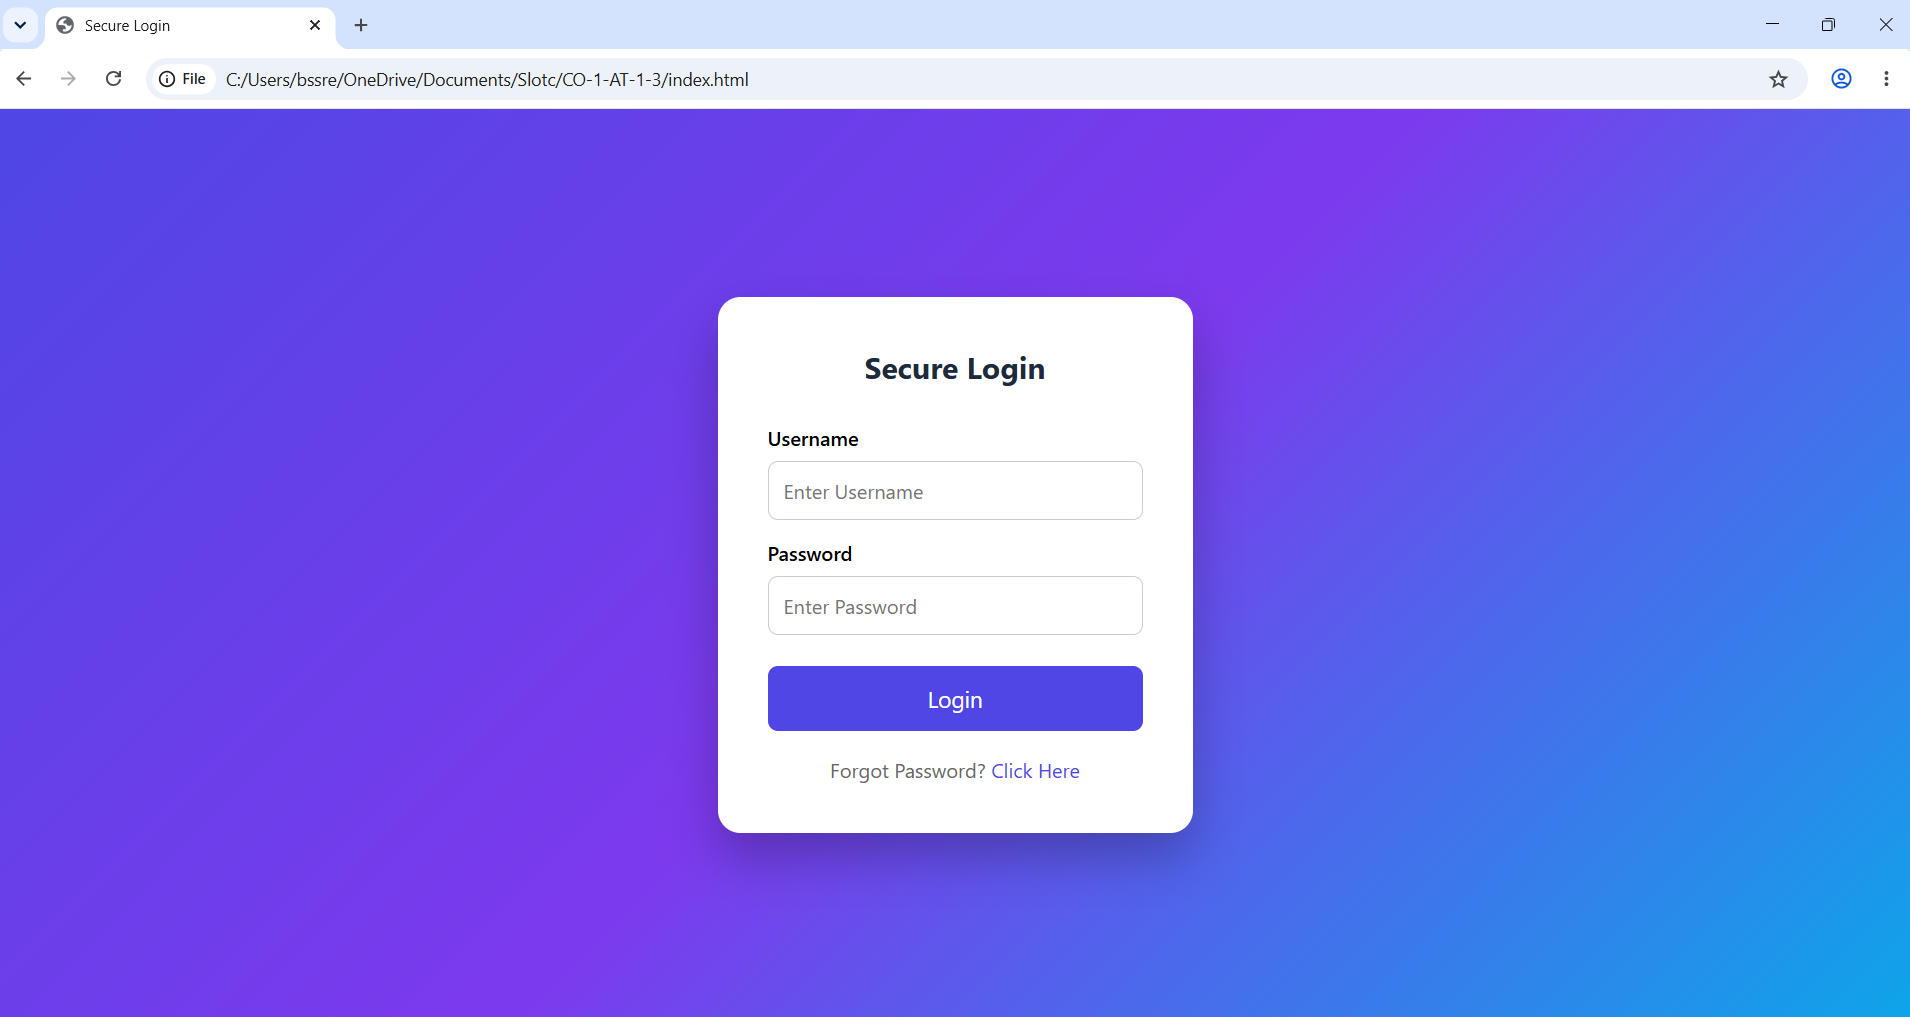 Secure Login
File C:/Users/bssre/OneDrive/Documents/Slotc/CO-1-AT-1-3/index.html
Secure Login
Username
Enter Username
Password
Enter Password
Login
Forgot Password? Click Here